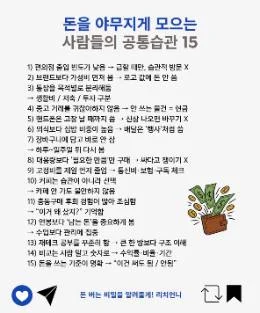 돈을 야무지게 모으는
사람들의 공통습관 15
1) 편의점 출입 빈도가 낮음 → 급할 때만, 습관적 방문 X
2) 브랜드보다 가성비 먼저 봄 → 로고 값에 돈 안 씀
3) 통장을 목적별로 분리해둠
→ 생활비 / 저축 / 투자 구분
4) 중고 거래를 귀찮아하지 않음 → 안 쓰는 물건 = 현금
5) 핸드폰은 고장 날 때까지 씀 → 신상 나오면 바꾸기 X
6) 외식보다 집밥 비중이 높음 → 배달은 '행사'처럼 씀
7) 장바구니에 담고 바로 안 삼
→ 하루~일주일 뒤 다시 봄
8) 대용량보다 '필요한 만큼'만 구매 → 싸다고 쟁이기 X
9) 고정비를 제일 먼저 줄임 → 통신비·보험·구독 체크
10) 커피는 습관이 아니라 선택
→ 카페 안 가도 불안하지 않음
11) 충동구매 후회 경험이 많아 조심함
→ "이거 왜 샀지?" 기억함
12) 연봉보다 '남는 돈'을 중요하게 봄
→ 수입보다 관리에 집중
13) 재테크 공부를 꾸준히 함 → 큰 한 방보다 구조 이해
14) 비교는 사람 말고 숫자로 → 수익률·비율·기간
15) 돈을 쓰는 기준이 명확 → "이건 써도 됨 / 안됨"
돈 버는 비밀을 알려줄게! 리치언니